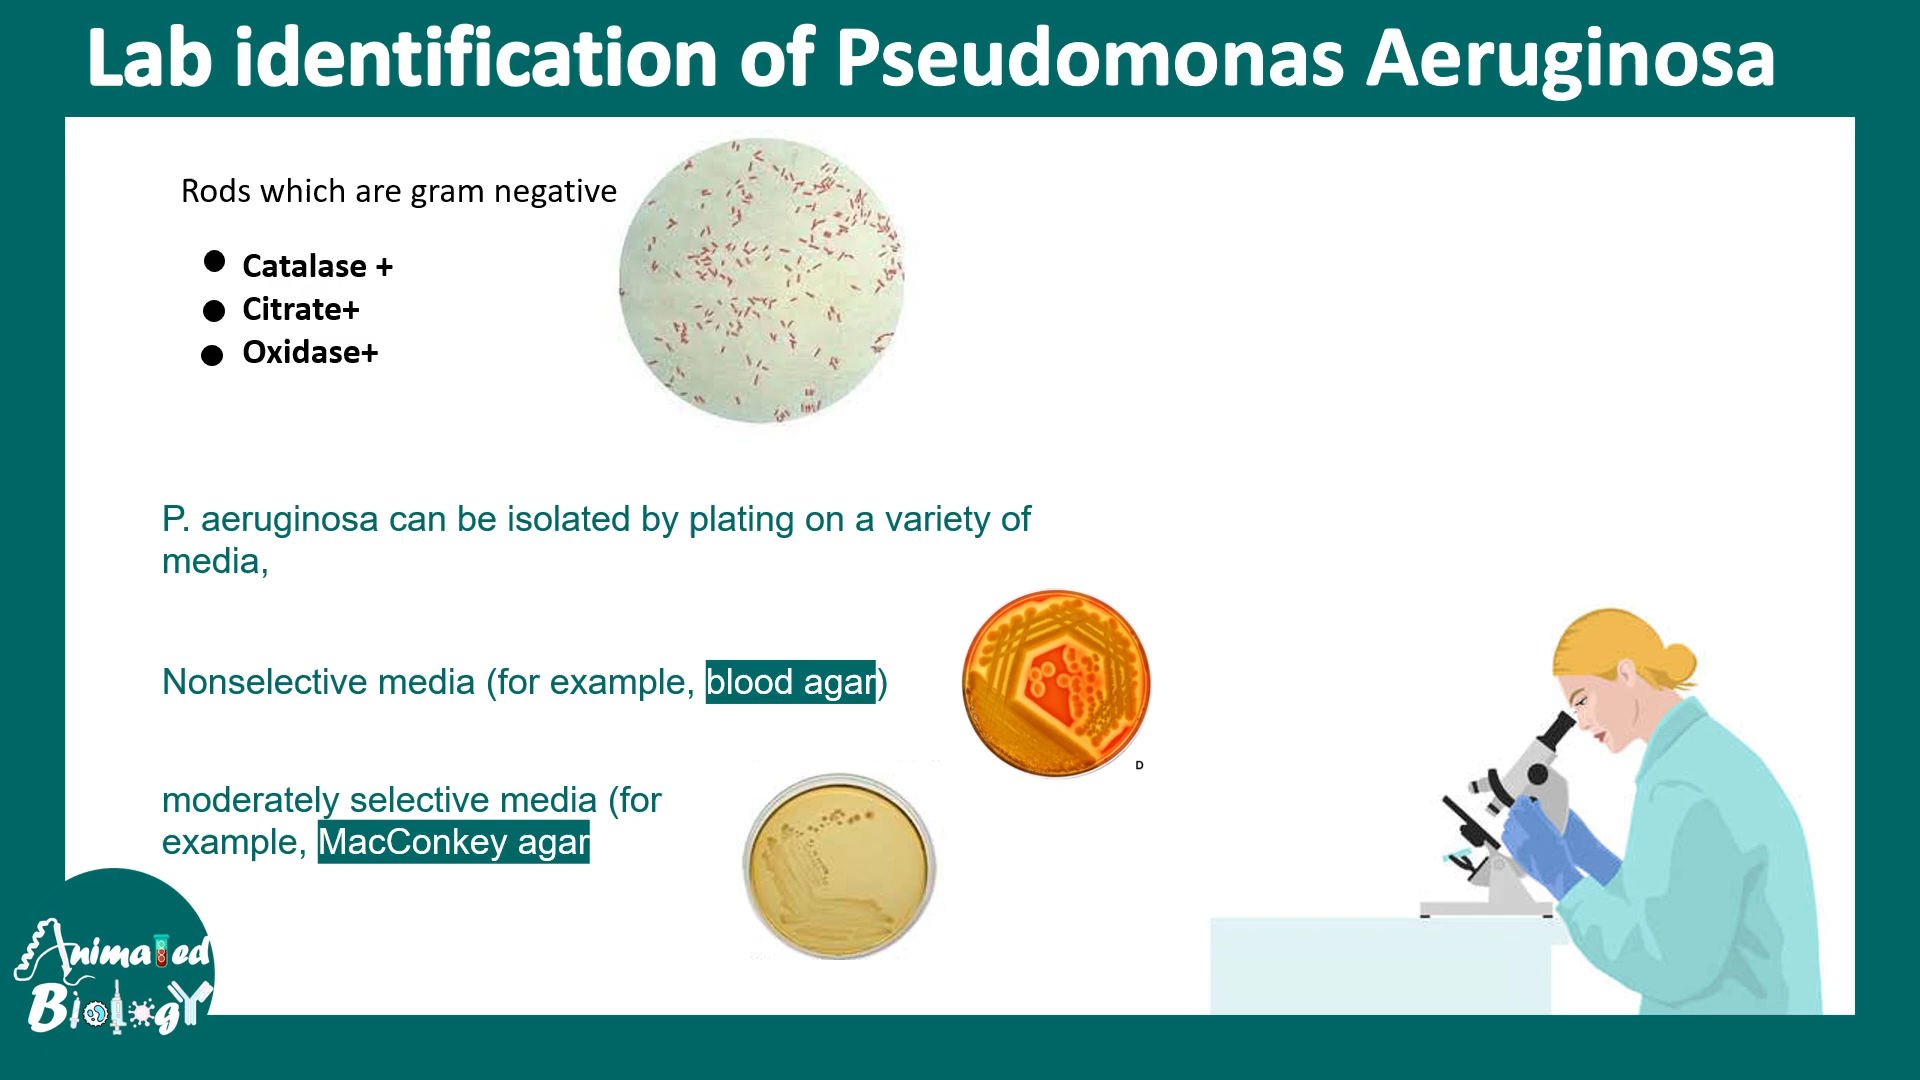 Lab identification of Pseudomonas Aeruginosa
Rods which are gram negative
Catalase +
Citrate+
Oxidase+
P. aeruginosa can be isolated by plating on a variety of
media,
Nonselective media (for example, blood agar)
D
moderately selective media (for
example, MacConkey agar
Animated
Biology